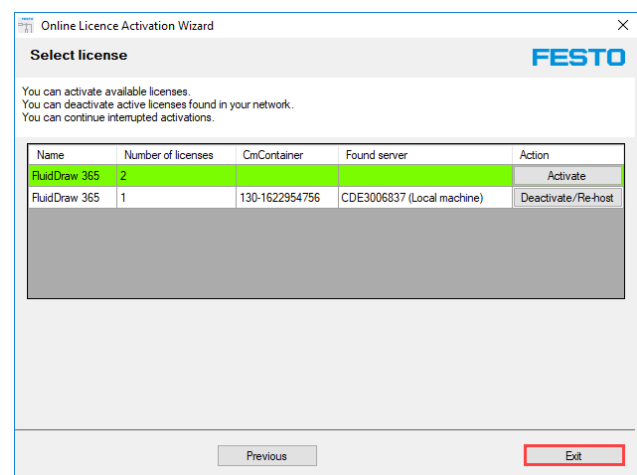 Online Licence Activation Wizard
Select license
FESTO
You can activate available licenses.
You can deactivate active licenses found in your network.
You can continue interrupted activations.
Name Number of licenses CmContainer Found server Action
FluidDraw 365 2 Activate
FluidDraw 365 1 130-1622954756 CDE3006837 (Local machine) Deactivate/Re-host
Previous Exit